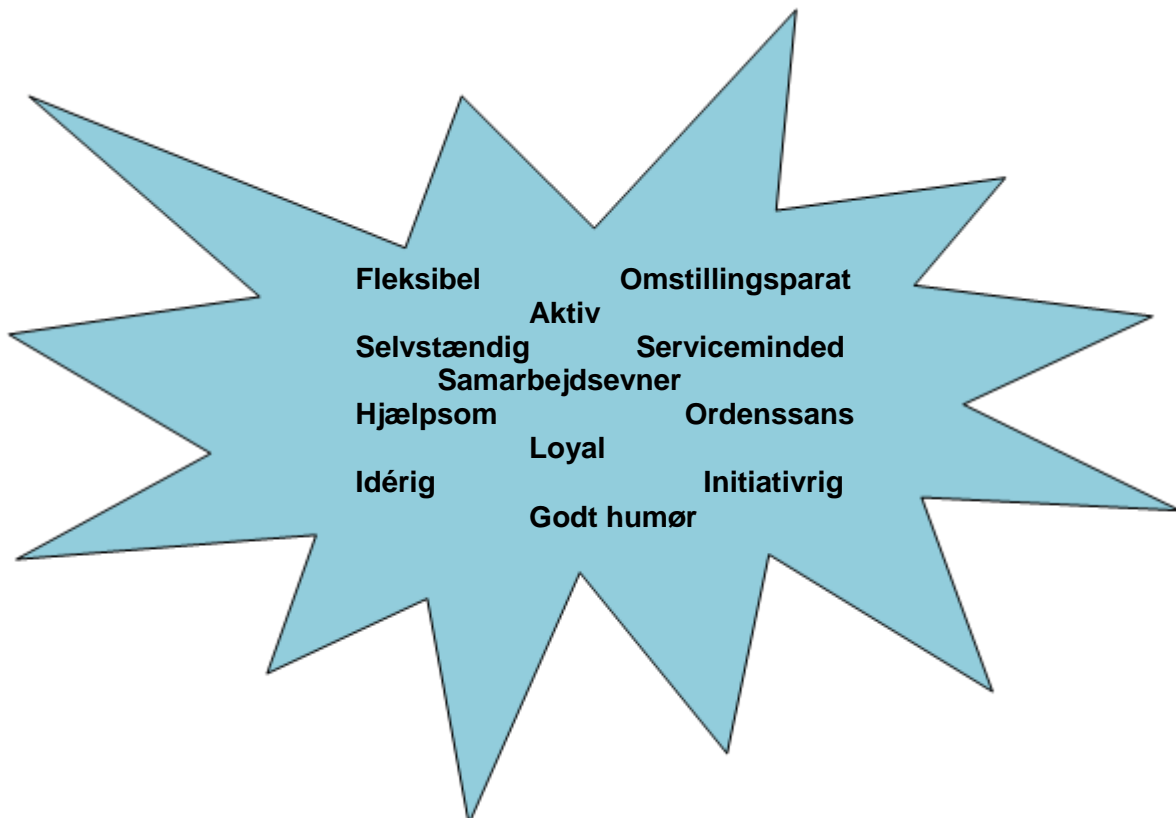 Fleksibel Omstillingsparat
Aktiv
Selvstændig Serviceminded
Samarbejdsevner
Hjælpsom Ordenssans
Loyal
Idérig Initiativrig
Godt humør